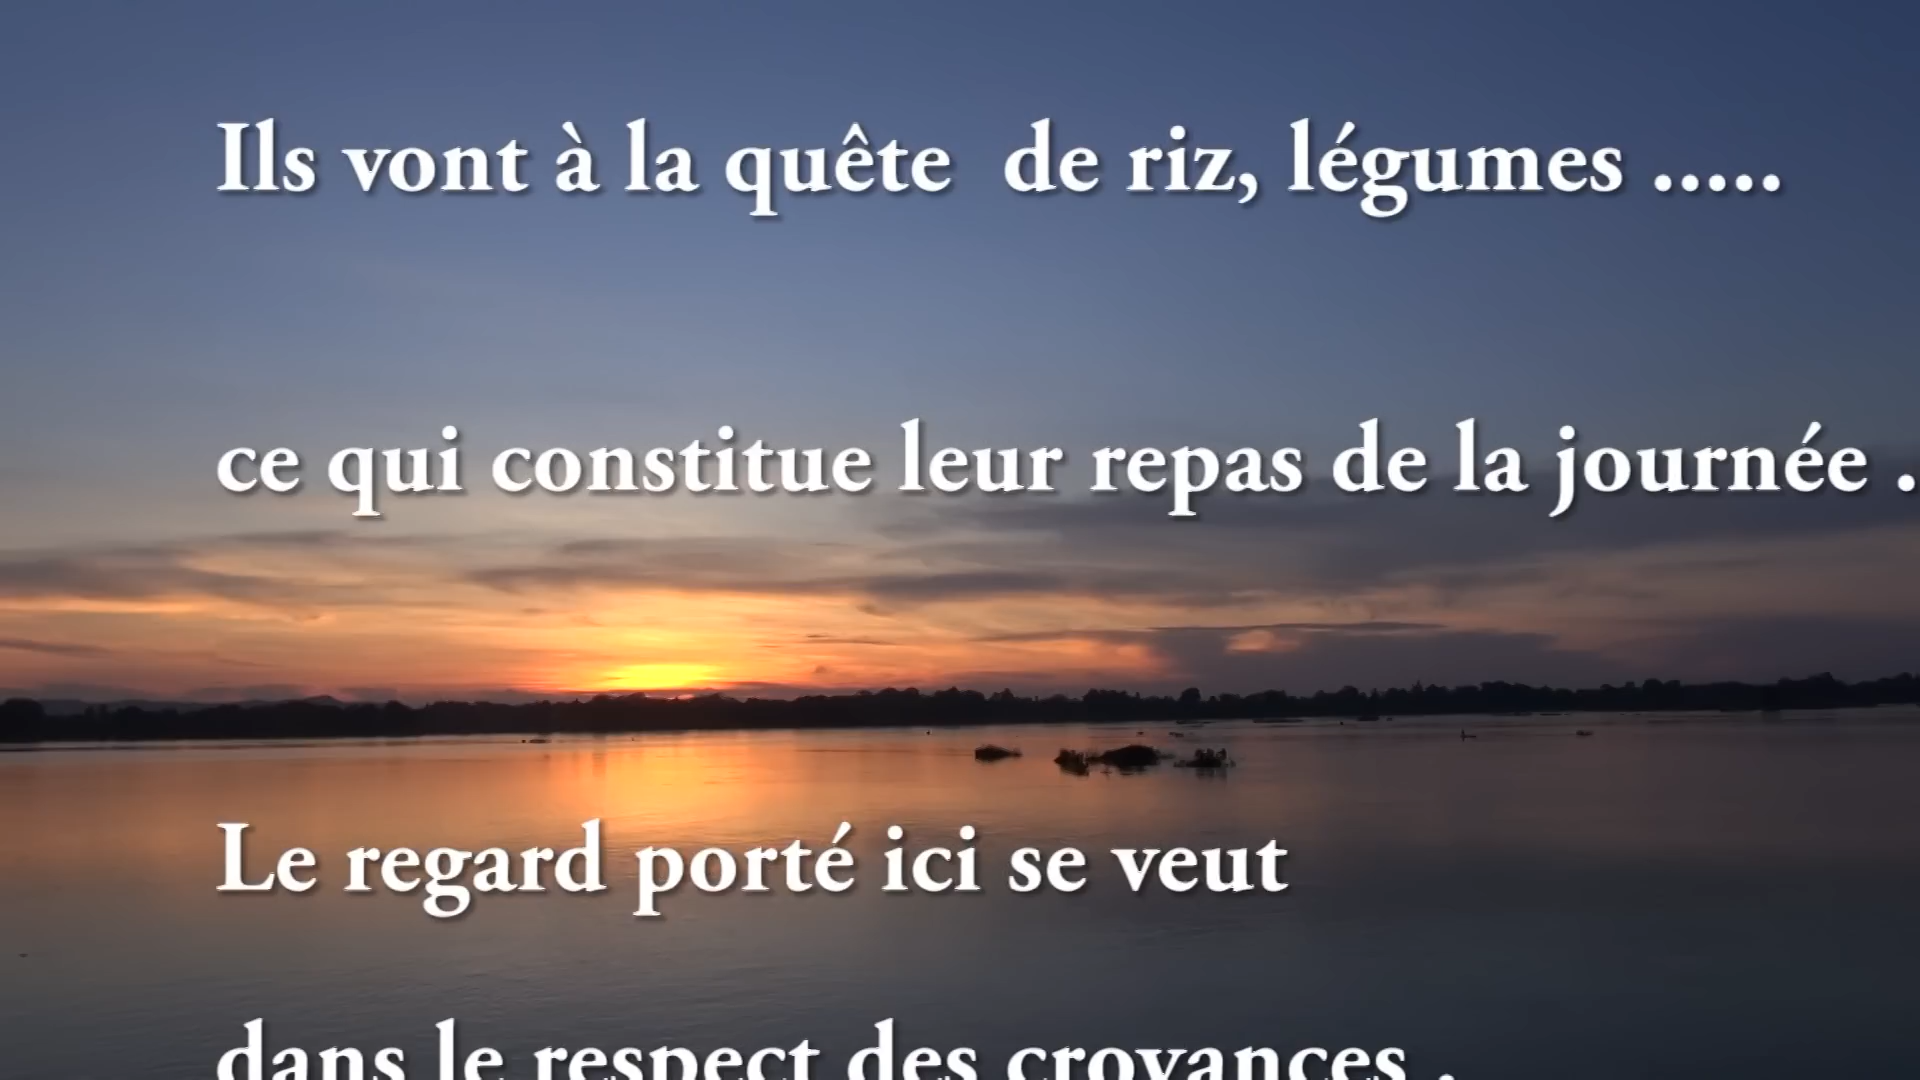 Ils vont à la quête  de riz, légumes .....
ce qui constitue leur repas de la journée .
Le regard porté ici se veut
dans le respect des croyances .